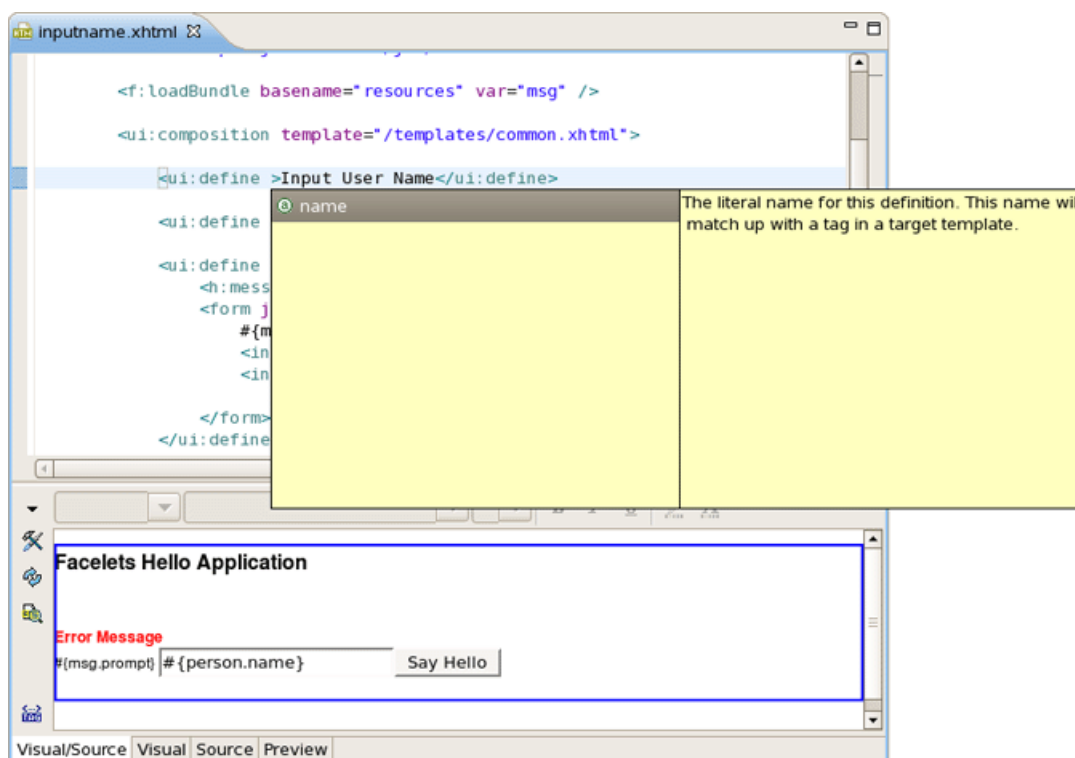 inputname.xhtml
<f:loadBundle basename="resources" var="msg" />
<ui:composition template="/templates/common.xhtml">
<ui:define >Input User Name</ui:define>
name
The literal name for this definition. This name wil
match up with a tag in a target template.
<ui:define
<ui:define
<h:mess
<form j
#{m
<in
<in
</form>
</ui:define
Facelets Hello Application
Error Message
#{msg.prompt} #{person.name} Say Hello
Visual/Source Visual Source Preview